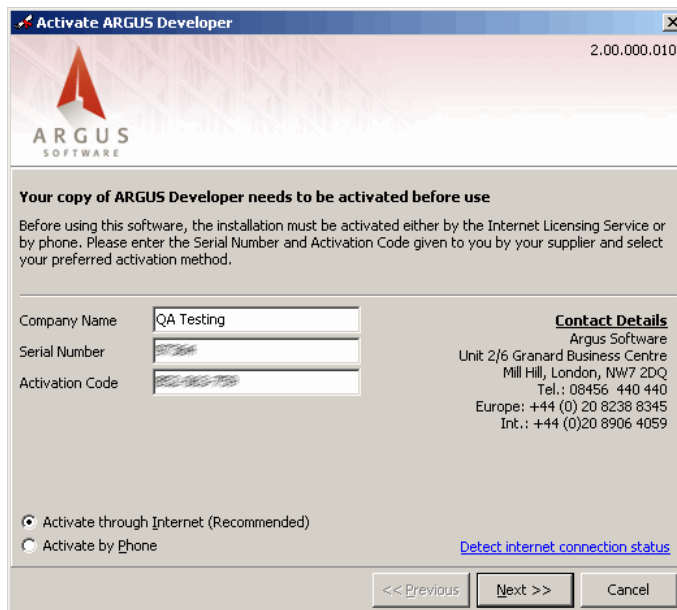 Activate ARGUS Developer
2.00.000.010
ARGUS
SOFTWARE
Your copy of ARGUS Developer needs to be activated before use
Before using this software, the installation must be activated either by the Internet Licensing Service or
by phone. Please enter the Serial Number and Activation Code given to you by your supplier and select
your preferred activation method.
Company Name
QA Testing
Serial Number
Activation Code
Contact Details
Argus Software
Unit 2/6 Granard Business Centre
Mill Hill, London, NW7 2DQ
Tel.: 08456 440 440
Europe: +44 (0) 20 8238 8345
Int.: +44 (0)20 8906 4059
Activate through Internet (Recommended)
Activate by Phone
Detect internet connection status
<< Previous
Next >>
Cancel